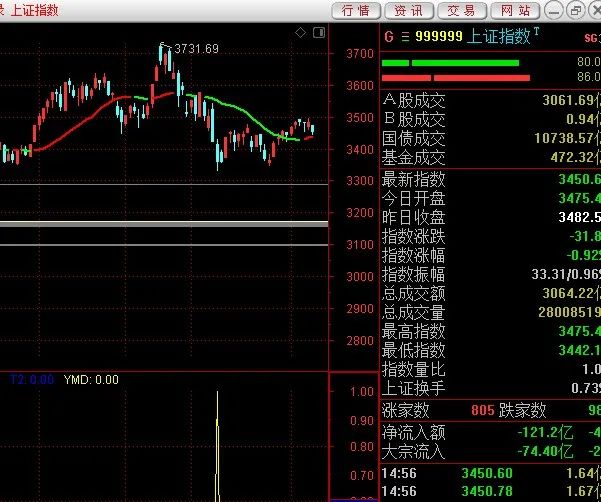 上证指数
行情 资讯 交易 网站
G 999999 上证指数 T
80.0
86.0
3731.69
3700
3600
3500
3400
3300
3200
3100
3000
2900
2800
A股成交 3061.69亿
B股成交 0.94亿
国债成交 10738.57亿
基金成交 472.32亿
最新指数 3450.6
今日开盘 3475.4
昨日收盘 3482.5
指数涨跌 -31.8
指数涨幅 -0.92
指数振幅 33.31/0.96
总成交额 3064.22亿
总成交量 28008519
最高指数 3475.4
最低指数 3442.1
指数量比 1.0
上证换手 0.73
涨家数 805 跌家数 98
净流入额 -121.2亿 -4
大宗流入 -74.40亿 -2
14:56 3450.60 1.64亿
14:56 3450.78 1.67亿
T2: 0.00 YMD: 0.00
1.00
0.90
0.80
0.70